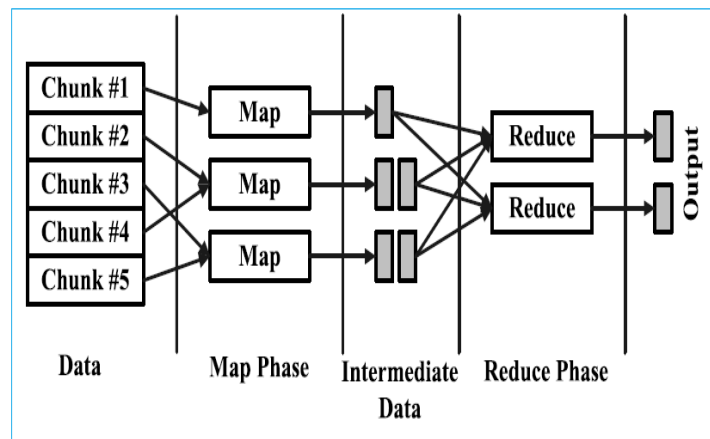 Chunk #1
Chunk #2
Chunk #3
Chunk #4
Chunk #5
Map
Map
Map
Reduce
Reduce
Output
Data
Map Phase
Intermediate
Data
Reduce Phase